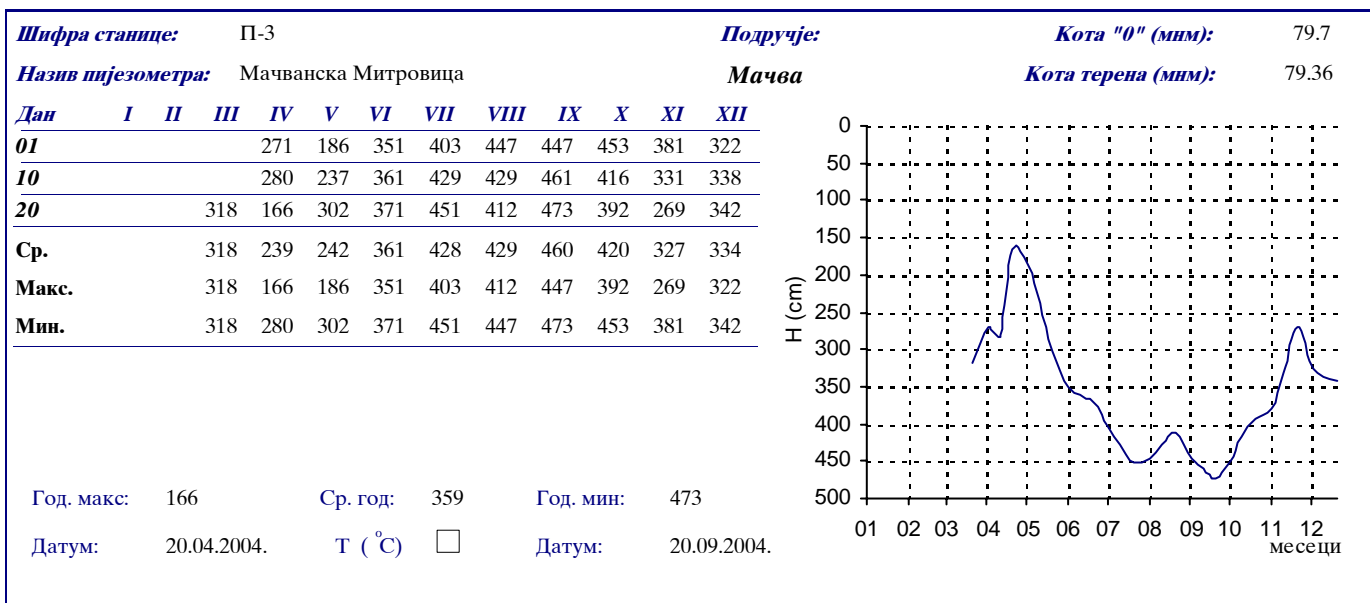 Шифра станице: П-3 Подручје: Кота "0" (мнм): 79.7
Назив пијезометра: Мачванска Митровица Мачва Кота терена (мнм): 79.36
Дан I II III IV V VI VII VIII IX X XI XII
01 271 186 351 403 447 447 453 381 322
10 280 237 361 429 429 461 416 331 338
20 318 166 302 371 451 412 473 392 269 342
Ср. 318 239 242 361 428 429 460 420 327 334
Макс. 318 166 186 351 403 412 447 392 269 322
Мин. 318 280 302 371 451 447 473 453 381 342
Год. макс: 166 Ср. год: 359 Год. мин: 473
Датум: 20.04.2004. Т ( °C) Датум: 20.09.2004.
H (cm)
0
50
100
150
200
250
300
350
400
450
500
01 02 03 04 05 06 07 08 09 10 11 12
месеци